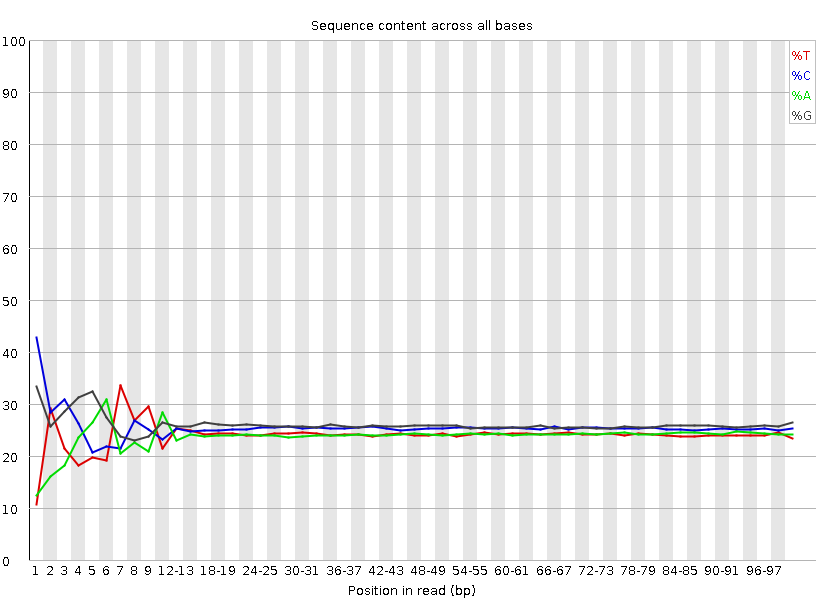 Sequence content across all bases
100
90
80
70
60
50
40
30
20
10
0
%T
%C
%A
%G
1 2 3 4 5 6 7 8 9 12-13 18-19 24-25 30-31 36-37 42-43 48-49 54-55 60-61 66-67 72-73 78-79 84-85 90-91 96-97
Position in read (bp)